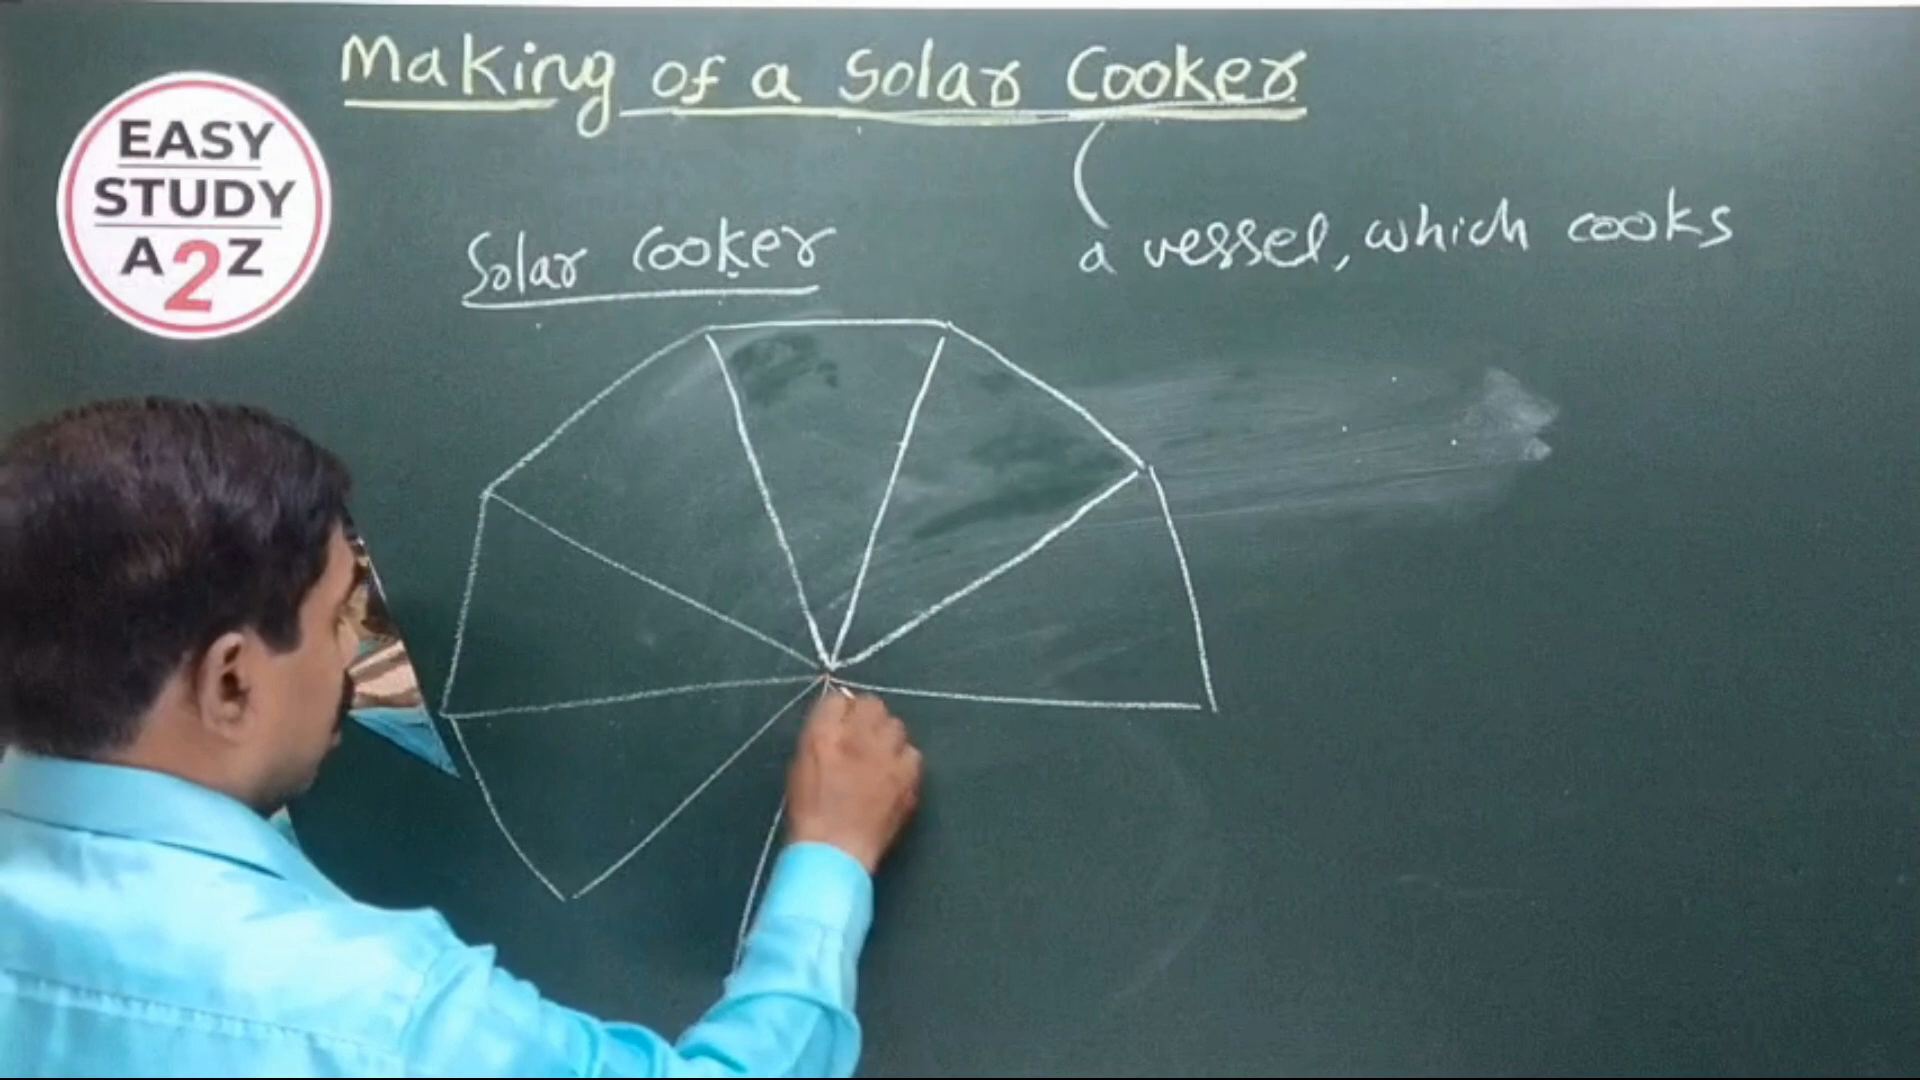 Making of a Solar Cooker
EASY
STUDY
A2Z
Solar Cooker
a vessel, which cooks